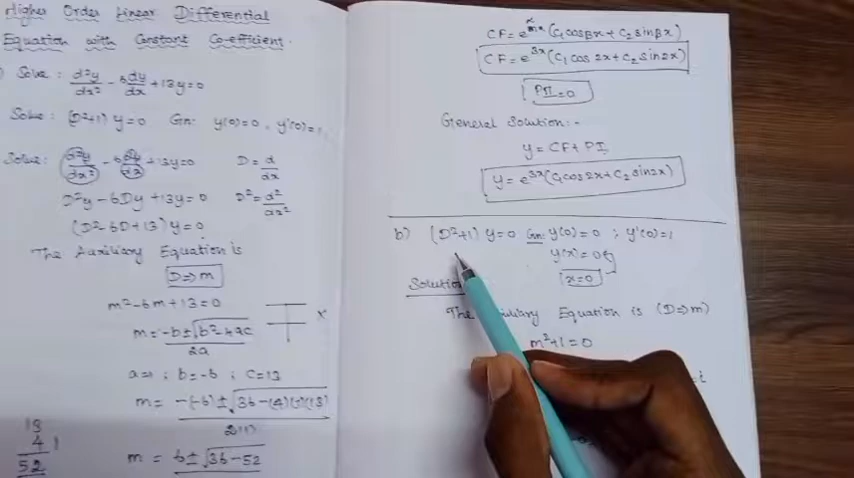 Higher Order Linear Differential
Equation with Constant Co-efficient.
) Solve : d²y/dx² - 6dy/dx + 13y = 0
Solve : (D²+1) y = 0 Gn: y(0)=0, y'(0)=1
Solve: d²y/dx² - 6dy/dx + 13y = 0 D = d/dx
D²y - 6Dy + 13y = 0 D² = d²/dx²
(D² - 6D + 13) y = 0
The Auxiliary Equation is
D ⇒ m
m² - 6m + 13 = 0
m = -b ± √b² - 4ac / 2a
x
a = 1 ; b = -6 ; c = 13
m = -(-6) ± √36 - (4)(1)(13) / 2(1)
m = 6 ± √36 - 52
13
4 1
52
CF = e^αx (C₁ cosβx + C₂ sinβx)
CF = e^3x (C₁ cos 2x + C₂ sin 2x)
PI = 0
General Solution :-
y = CF + PI
y = e^3x (C₁ cos 2x + C₂ sin 2x)
b) (D²+1) y = 0 Gn: y(0)=0 ; y'(0)=1
y(x) = 0
x = 0
Solution
The Equation is (D ⇒ m)
m² + 1 = 0